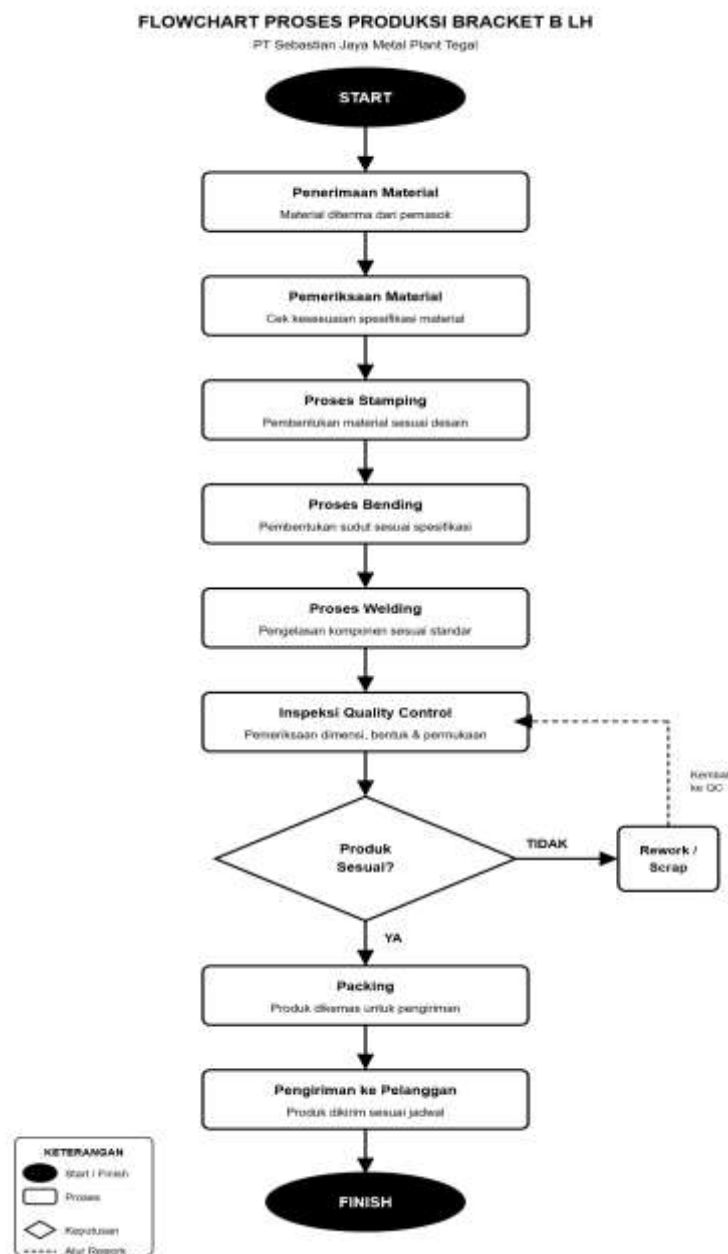 FLOWCHART PROSES PRODUKSI BRACKET B LH
PT Sebastian Jaya Metal Plant Tegal
START
Penerimaan Material
Material diterima dari pemasok
Pemeriksaan Material
Cek kesesuaian spesifikasi material
Proses Stamping
Pembentukan material sesuai desain
Proses Bending
Pembentukan sudut sesuai spesifikasi
Proses Welding
Pengelasan komponen sesuai standar
Inspeksi Quality Control
Pemeriksaan dimensi, bentuk & permukaan
Kembali
ke QC
Produk
Sesuai?
TIDAK
Rework /
Scrap
YA
Packing
Produk dikemas untuk pengiriman
Pengiriman ke Pelanggan
Produk dikirim sesuai jadwal
FINISH
KETERANGAN
Start / Finish
Proses
Keputusan
Alur Rework